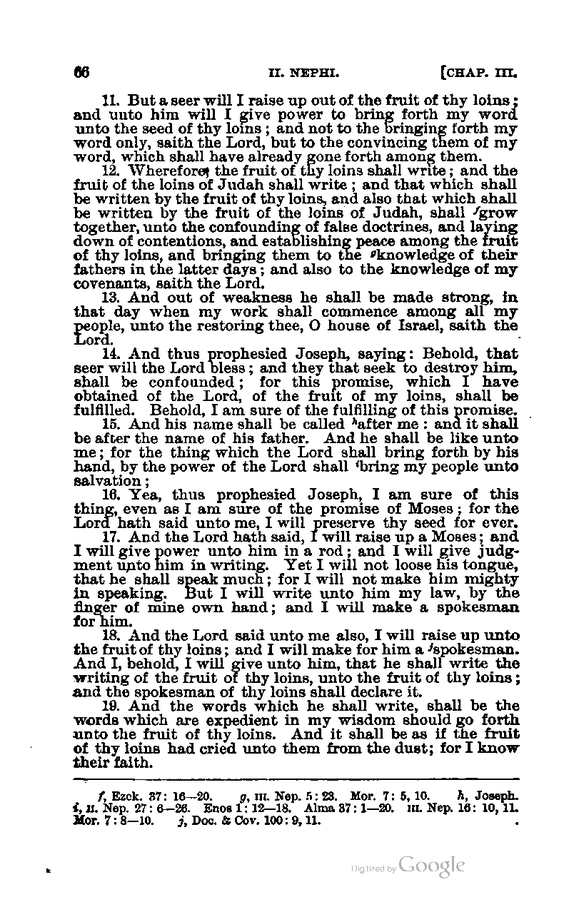 66 II. NEPHI. [CHAP. III.
11. But a seer will I raise up out of the fruit of thy loins;
and unto him will I give power to bring forth my word
unto the seed of thy loins; and not to the bringing forth my
word only, saith the Lord, but to the convincing them of my
word, which shall have already gone forth among them.
12. Wherefore, the fruit of thy loins shall write; and the
fruit of the loins of Judah shall write; and that which shall
be written by the fruit of thy loins, and also that which shall
be written by the fruit of the loins of Judah, shall ᶠgrow
together, unto the confounding of false doctrines, and laying
down of contentions, and establishing peace among the fruit
of thy loins, and bringing them to the ᵍknowledge of their
fathers in the latter days; and also to the knowledge of my
covenants, saith the Lord.
13. And out of weakness he shall be made strong, in
that day when my work shall commence among all my
people, unto the restoring thee, O house of Israel, saith the
Lord.
14. And thus prophesied Joseph, saying: Behold, that
seer will the Lord bless; and they that seek to destroy him,
shall be confounded; for this promise, which I have
obtained of the Lord, of the fruit of my loins, shall be
fulfilled. Behold, I am sure of the fulfilling of this promise.
15. And his name shall be called ʰafter me: and it shall
be after the name of his father. And he shall be like unto
me; for the thing which the Lord shall bring forth by his
hand, by the power of the Lord shall ⁱbring my people unto
salvation;
16. Yea, thus prophesied Joseph, I am sure of this
thing, even as I am sure of the promise of Moses; for the
Lord hath said unto me, I will preserve thy seed for ever.
17. And the Lord hath said, I will raise up a Moses; and
I will give power unto him in a rod; and I will give judg-
ment unto him in writing. Yet I will not loose his tongue,
that he shall speak much; for I will not make him mighty
in speaking. But I will write unto him my law, by the
finger of mine own hand; and I will make a spokesman
for him.
18. And the Lord said unto me also, I will raise up unto
the fruit of thy loins; and I will make for him a ʲspokesman.
And I, behold, I will give unto him, that he shall write the
writing of the fruit of thy loins, unto the fruit of thy loins;
and the spokesman of thy loins shall declare it.
19. And the words which he shall write, shall be the
words which are expedient in my wisdom should go forth
unto the fruit of thy loins. And it shall be as if the fruit
of thy loins had cried unto them from the dust; for I know
their faith.
f, Ezek. 37: 16—20. g, III. Nep. 5: 23. Mor. 7: 5, 10. h, Joseph.
i, II. Nep. 27: 6—26. Enos 1: 12—18. Alma 37: 1—20. III. Nep. 16: 10, 11.
Mor. 7: 8—10. j, Doc. & Cov. 100: 9, 11.
Digitized by Google